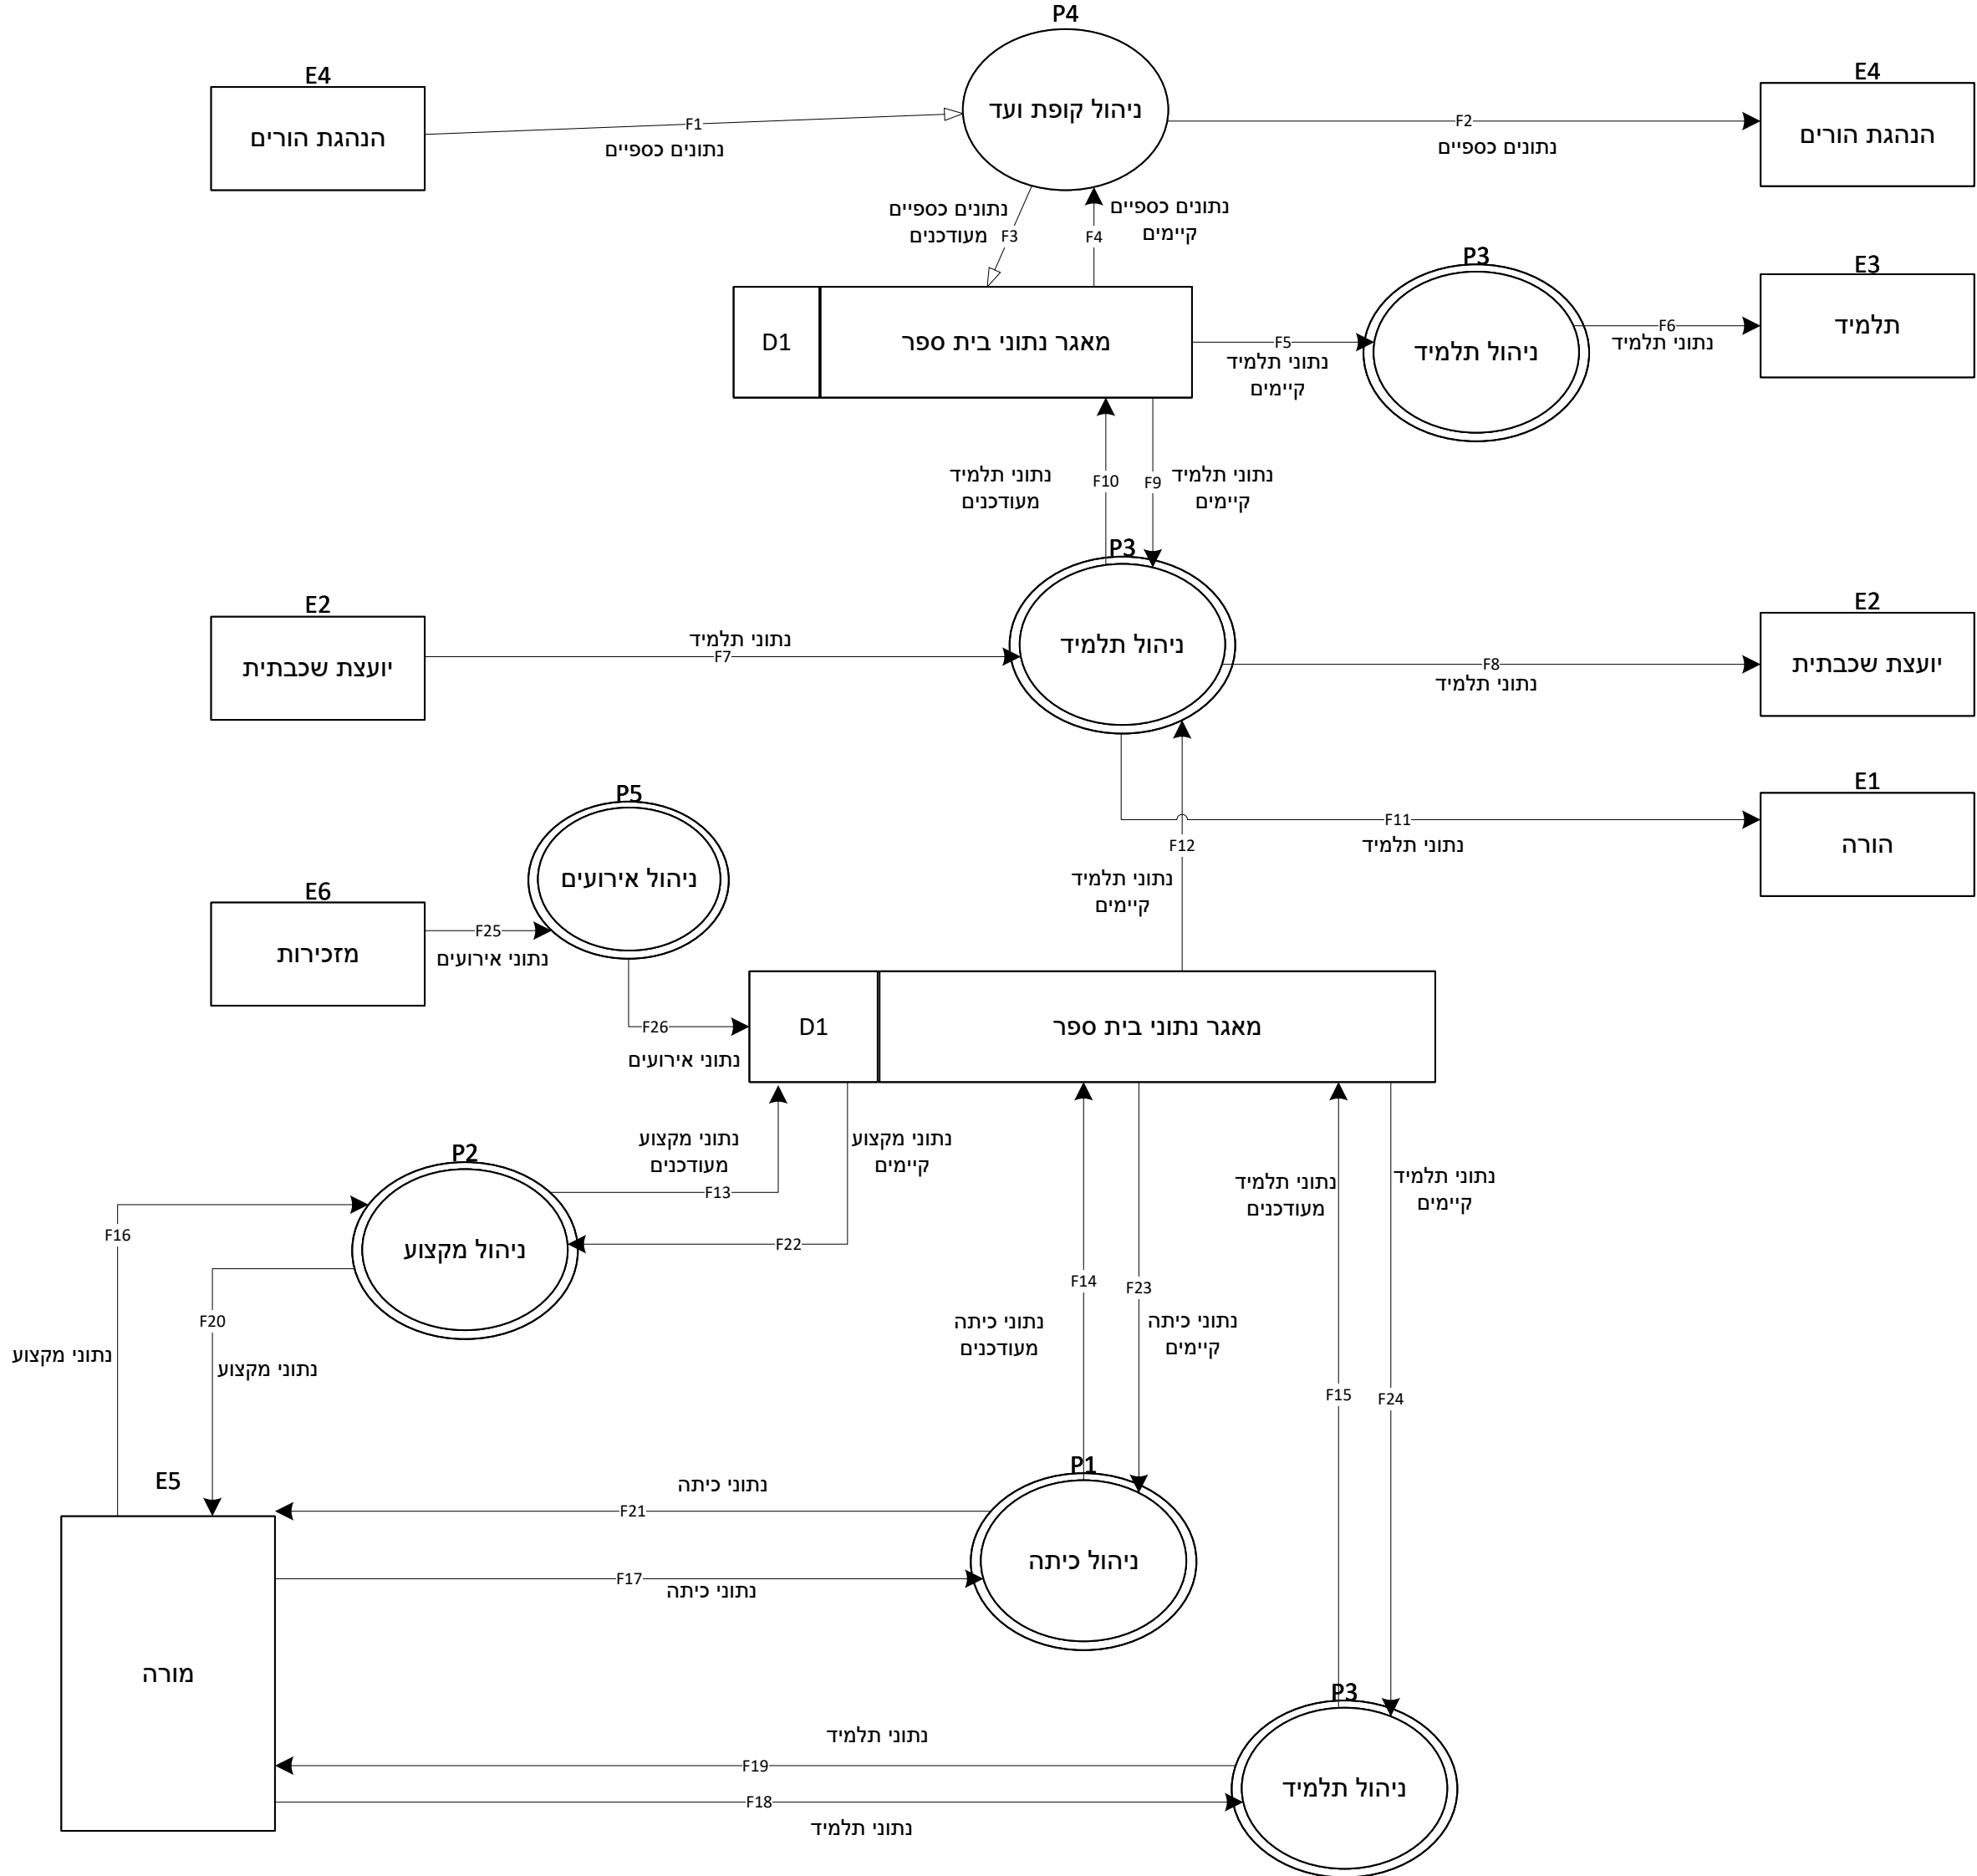 P4
E4
הנהגת הורים
F1
נתונים כספיים
ניהול קופת ועד
F2
נתונים כספיים
E4
הנהגת הורים
נתונים כספיים
מעודכנים
F3
F4
נתונים כספיים
קיימים
D1
מאגר נתוני בית ספר
F5
נתוני תלמיד
קיימים
P3
ניהול תלמיד
F6
נתוני תלמיד
E3
תלמיד
נתוני תלמיד
מעודכנים
F10
F9
נתוני תלמיד
קיימים
P3
ניהול תלמיד
E2
יועצת שכבתית
נתוני תלמיד
F7
F8
נתוני תלמיד
E2
יועצת שכבתית
F11
נתוני תלמיד
E1
הורה
F12
נתוני תלמיד
קיימים
P5
ניהול אירועים
E6
מזכירות
F25
נתוני אירועים
F26
נתוני אירועים
D1
מאגר נתוני בית ספר
P2
ניהול מקצוע
נתוני מקצוע
מעודכנים
F13
נתוני מקצוע
קיימים
F22
F16
נתוני מקצוע
F20
נתוני מקצוע
F14
נתוני כיתה
מעודכנים
F23
נתוני כיתה
קיימים
נתוני תלמיד
מעודכנים
F15
נתוני תלמיד
קיימים
F24
E5
מורה
נתוני כיתה
F21
F17
נתוני כיתה
P1
ניהול כיתה
נתוני תלמיד
F19
F18
נתוני תלמיד
P3
ניהול תלמיד